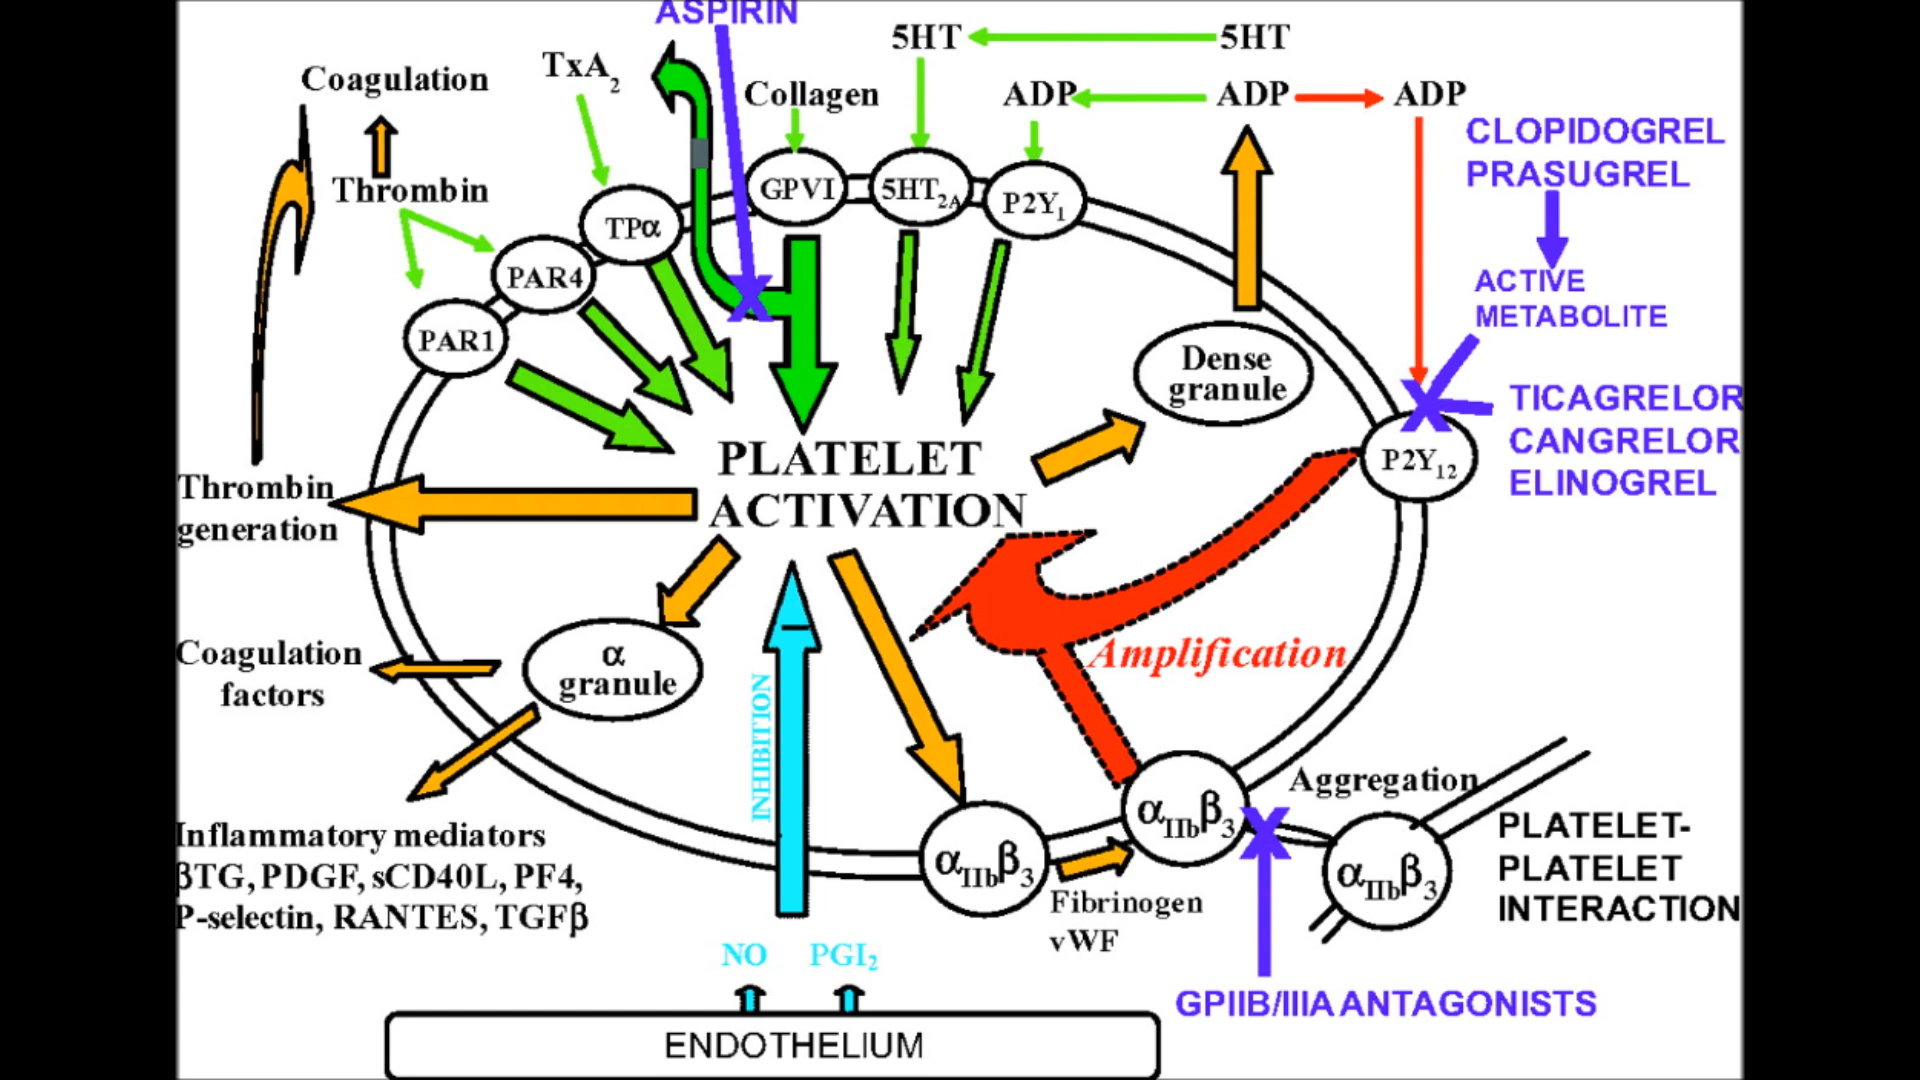 ASPIRIN
5HT
5HT
TxA2
Coagulation
Collagen
ADP
ADP
ADP
CLOPIDOGREL
PRASUGREL
Thrombin
GPVI
5HT2A
P2Y1
TPα
PAR4
PAR1
ACTIVE
METABOLITE
Dense
granule
TICAGRELOR
CANGRELOR
ELINOGREL
P2Y12
PLATELET
ACTIVATION
Thrombin
generation
Coagulation
factors
α
granule
INHIBITION
Amplification
Inflammatory mediators
βTG, PDGF, sCD40L, PF4,
P-selectin, RANTES, TGFβ
αIIbβ3
αIIbβ3
αIIbβ3
Aggregation
PLATELET-
PLATELET
INTERACTION
Fibrinogen
vWF
NO
PGI2
GPIIB/IIIA ANTAGONISTS
ENDOTHELIUM